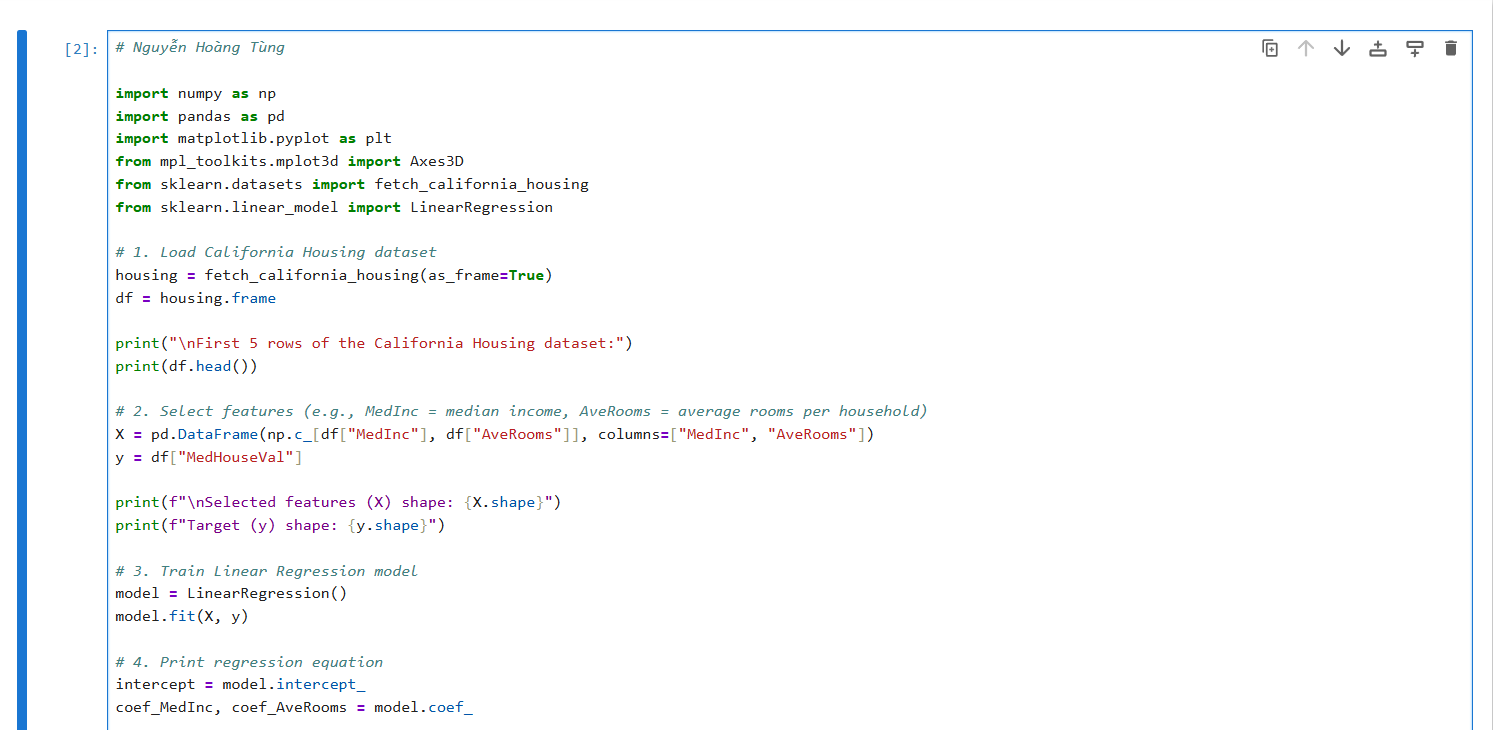 [2]:
# Nguyễn Hoàng Tùng
import numpy as np
import pandas as pd
import matplotlib.pyplot as plt
from mpl_toolkits.mplot3d import Axes3D
from sklearn.datasets import fetch_california_housing
from sklearn.linear_model import LinearRegression
# 1. Load California Housing dataset
housing = fetch_california_housing(as_frame=True)
df = housing.frame
print("\nFirst 5 rows of the California Housing dataset:")
print(df.head())
# 2. Select features (e.g., MedInc = median income, AveRooms = average rooms per household)
X = pd.DataFrame(np.c_[df["MedInc"], df["AveRooms"]], columns=["MedInc", "AveRooms"])
y = df["MedHouseVal"]
print(f"\nSelected features (X) shape: {X.shape}")
print(f"Target (y) shape: {y.shape}")
# 3. Train Linear Regression model
model = LinearRegression()
model.fit(X, y)
# 4. Print regression equation
intercept = model.intercept_
coef_MedInc, coef_AveRooms = model.coef_